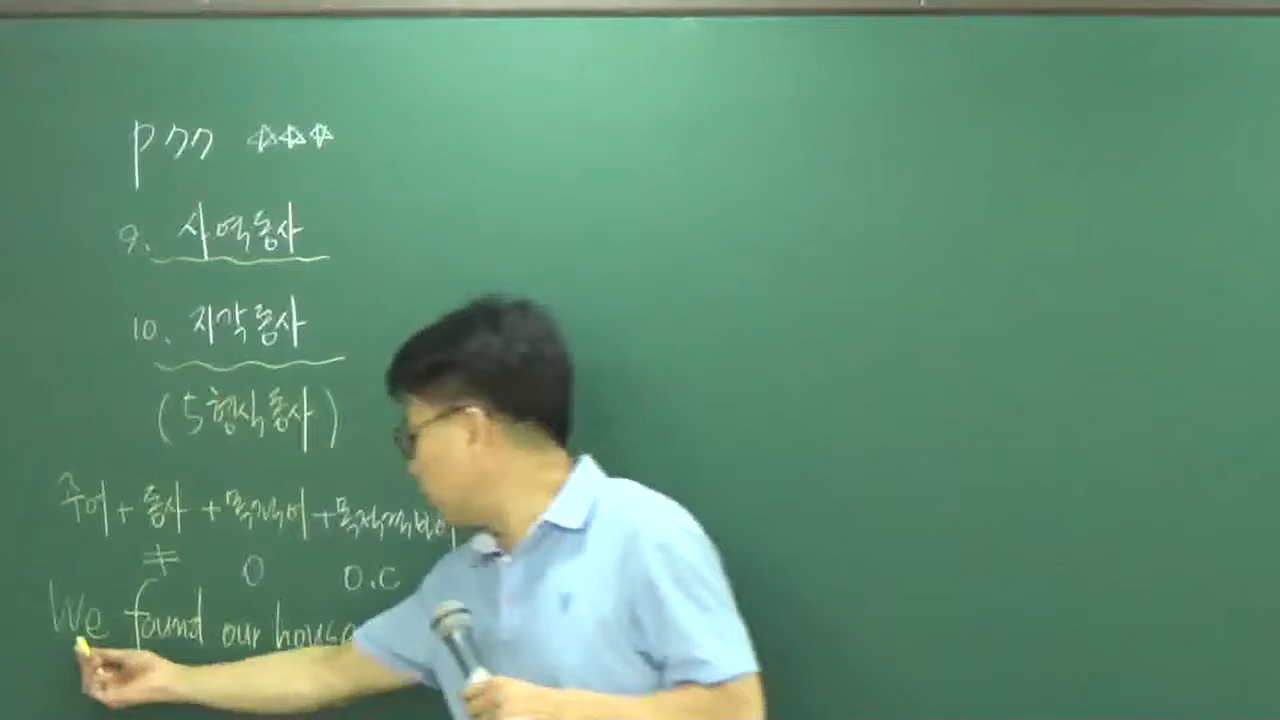 P77 ☆☆☆
9. 사역동사
10. 지각동사
(5형식동사)
주어 + 동사 + 목적어 + 목적격보어
≠ O O.C
We found our house